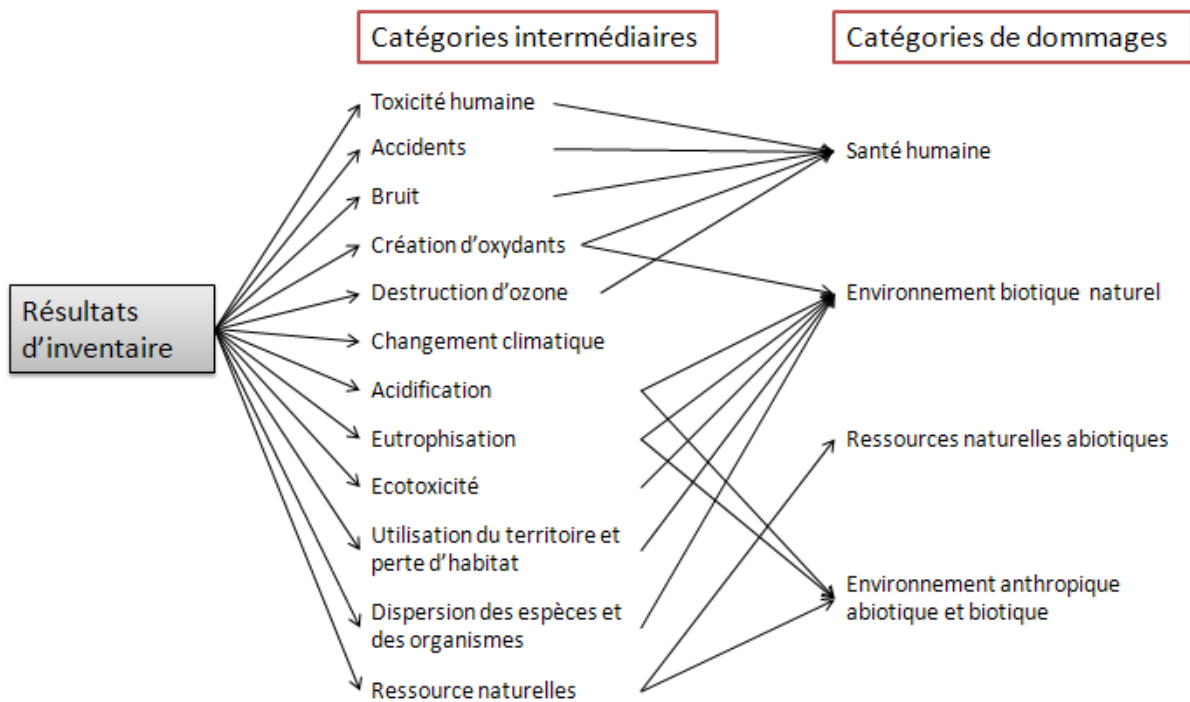 Catégories intermédiaires
Catégories de dommages
Toxicité humaine
Accidents
Bruit
Création d'oxydants
Destruction d'ozone
Changement climatique
Acidification
Eutrophisation
Ecotoxicité
Utilisation du territoire et
perte d'habitat
Dispersion des espèces et
des organismes
Ressource naturelles
Résultats
d'inventaire
Santé humaine
Environnement biotique naturel
Ressources naturelles abiotiques
Environnement anthropique
abiotique et biotique